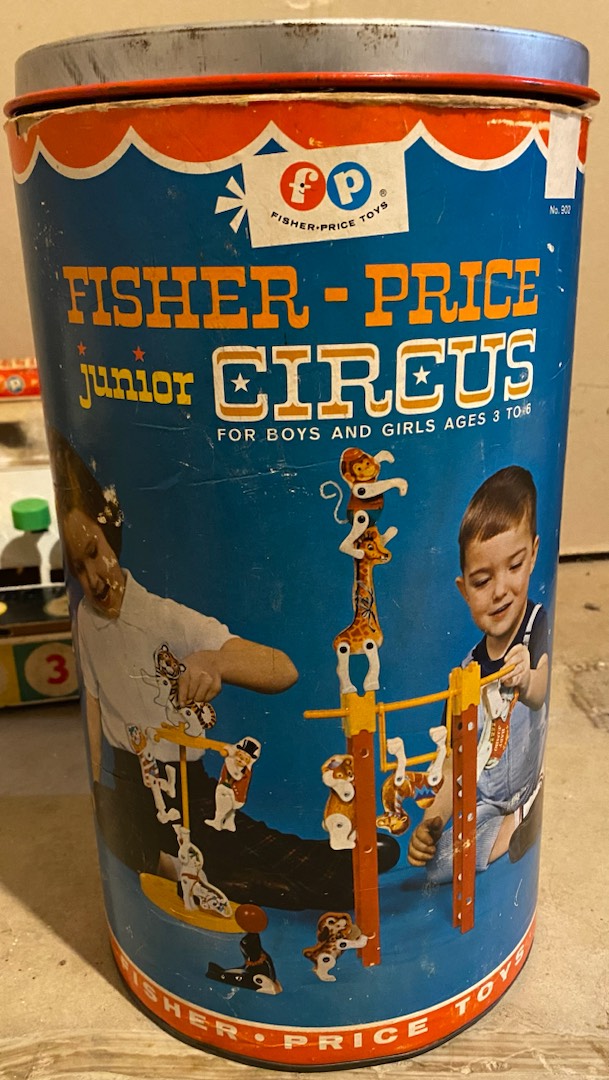 fp
®
FISHER-PRICE TOYS
No. 902
FISHER-PRICE
junior CIRCUS
FOR BOYS AND GIRLS AGES 3 TO 6
3
FISHER • PRICE TOYS